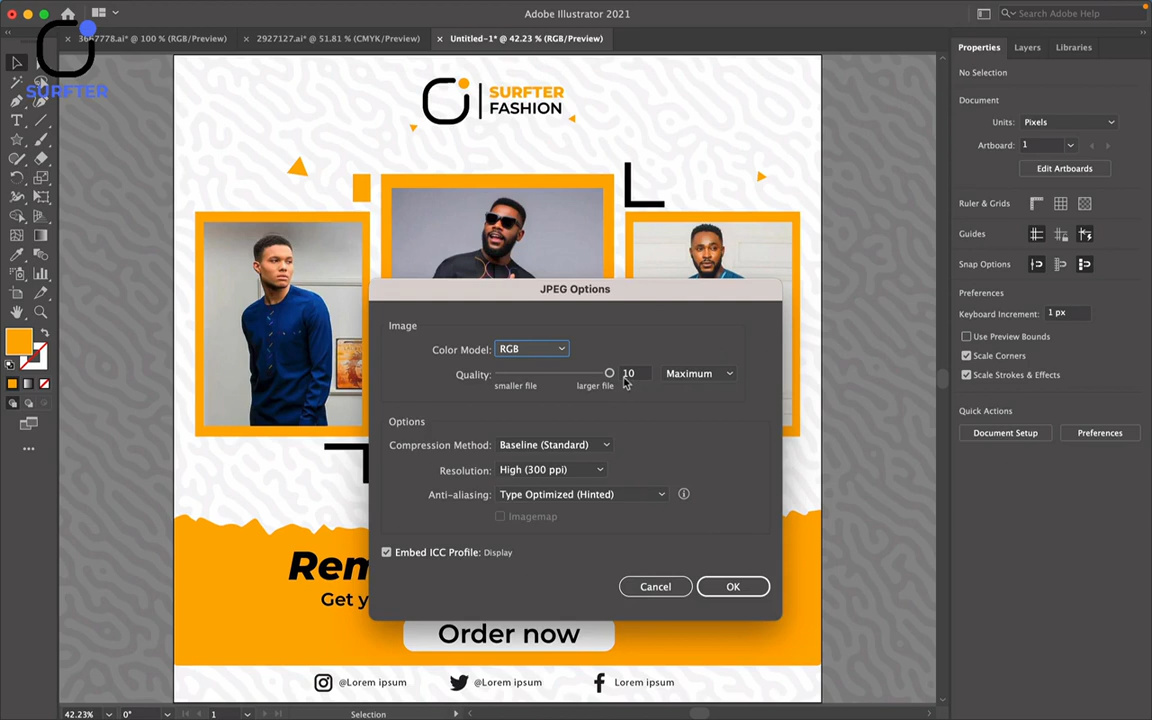 Adobe Illustrator 2021
Search Adobe Help
7778.ai* @ 100 % (RGB/Preview)
2927127.ai* @ 51.81 % (CMYK/Preview)
Untitled-1* @ 42.23 % (RGB/Preview)
SURFTER
SURFTER
FASHION
JPEG Options
Image
Color Model: RGB
Quality: 10 Maximum
smaller file larger file
Options
Compression Method: Baseline (Standard)
Resolution: High (300 ppi)
Anti-aliasing: Type Optimized (Hinted)
Imagemap
Embed ICC Profile: Display
Cancel OK
Rem
Get y
Order now
@Lorem ipsum @Lorem ipsum Lorem ipsum
42.23% 0° 1 Selection
Properties Layers Libraries
No Selection
Document
Units: Pixels
Artboard: 1
Edit Artboards
Ruler & Grids
Guides
Snap Options
Preferences
Keyboard Increment: 1 px
Use Preview Bounds
Scale Corners
Scale Strokes & Effects
Quick Actions
Document Setup Preferences